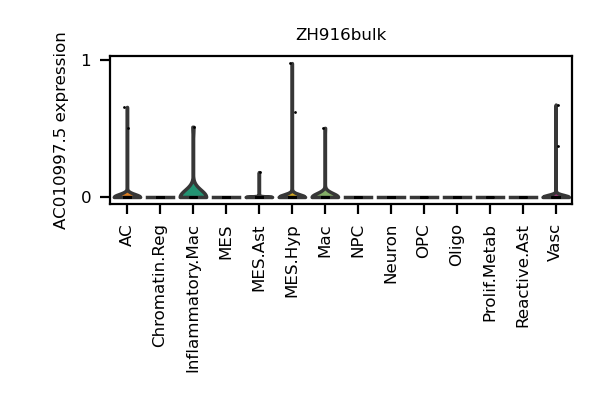 ZH916bulk
AC010997.5 expression
1
0
AC
Chromatin.Reg
Inflammatory.Mac
MES
MES.Ast
MES.Hyp
Mac
NPC
Neuron
OPC
Oligo
Prolif.Metab
Reactive.Ast
Vasc